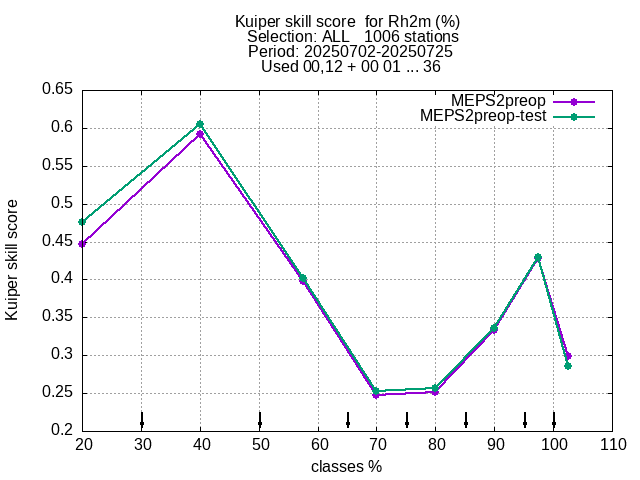 Kuiper skill score  for Rh2m (%)
Selection: ALL   1006 stations
Period: 20250702-20250725
Used 00,12 + 00 01 ... 36
MEPS2preop
MEPS2preop-test
0.65
0.6
0.55
0.5
0.45
0.4
0.35
0.3
0.25
0.2
Kuiper skill score
20 30 40 50 60 70 80 90 100 110
classes %